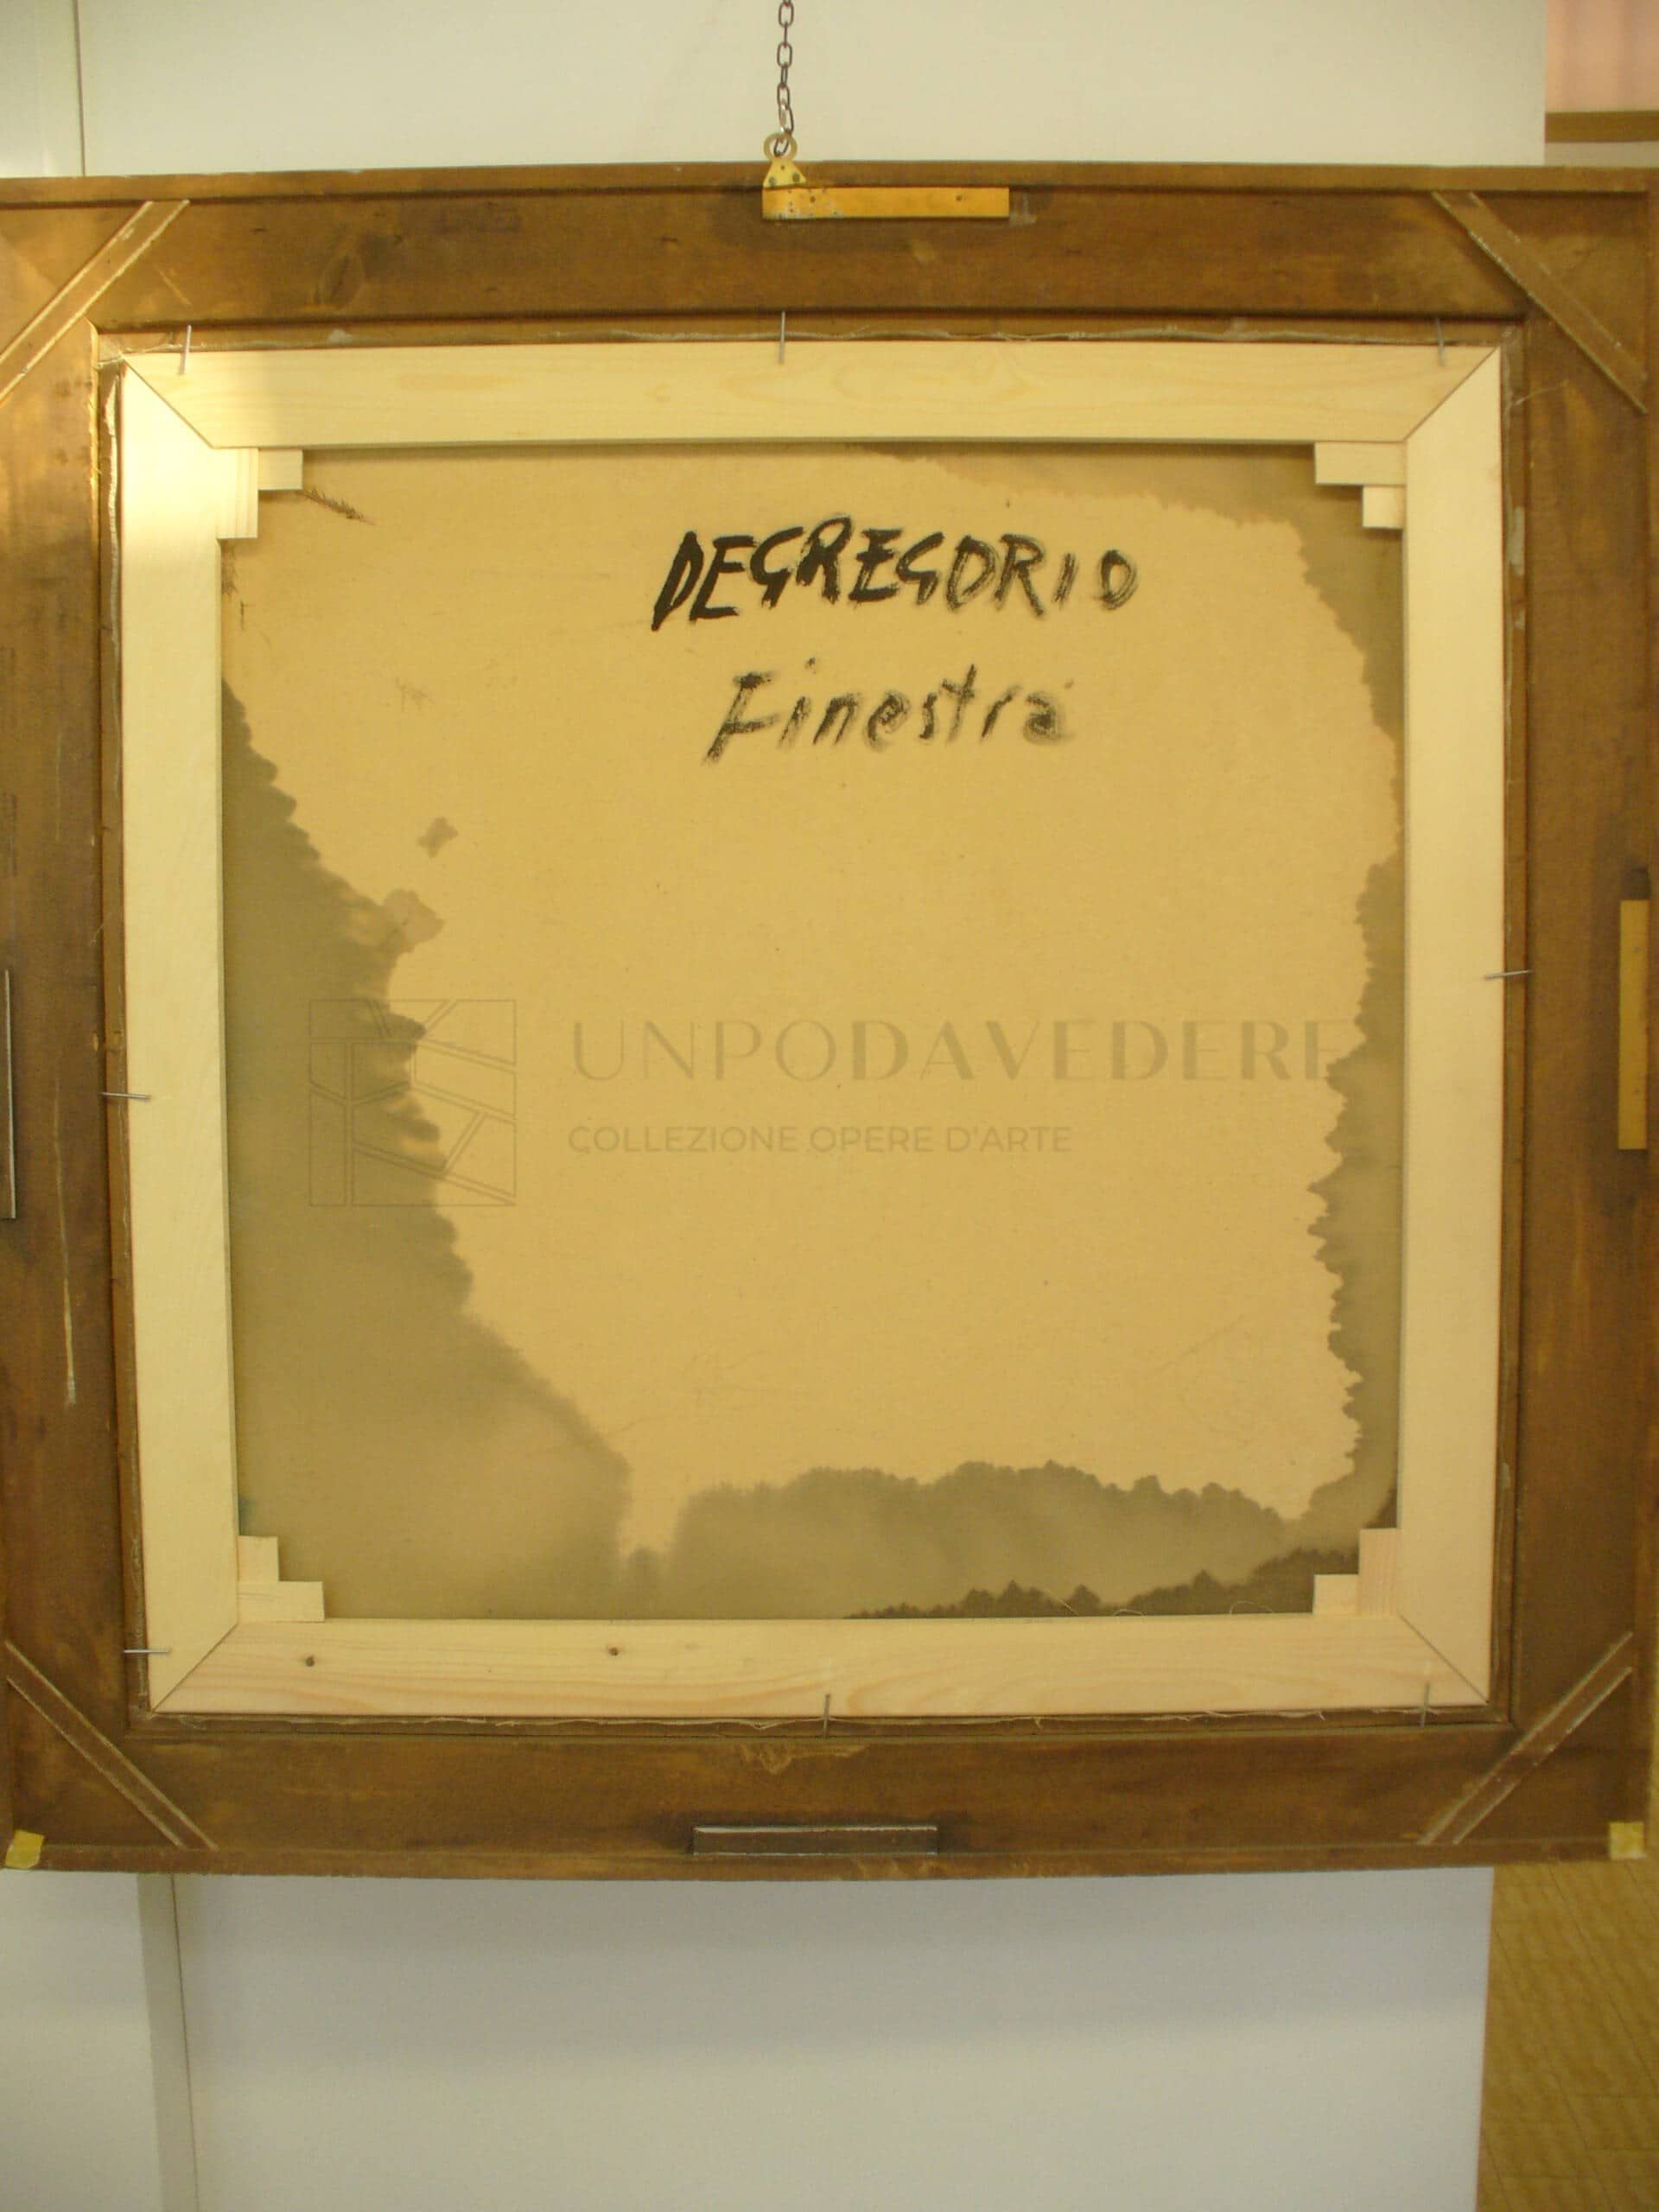 DEGREGORIO
Finestra
UNPODAVEDERE
COLLEZIONE OPERE D'ARTE